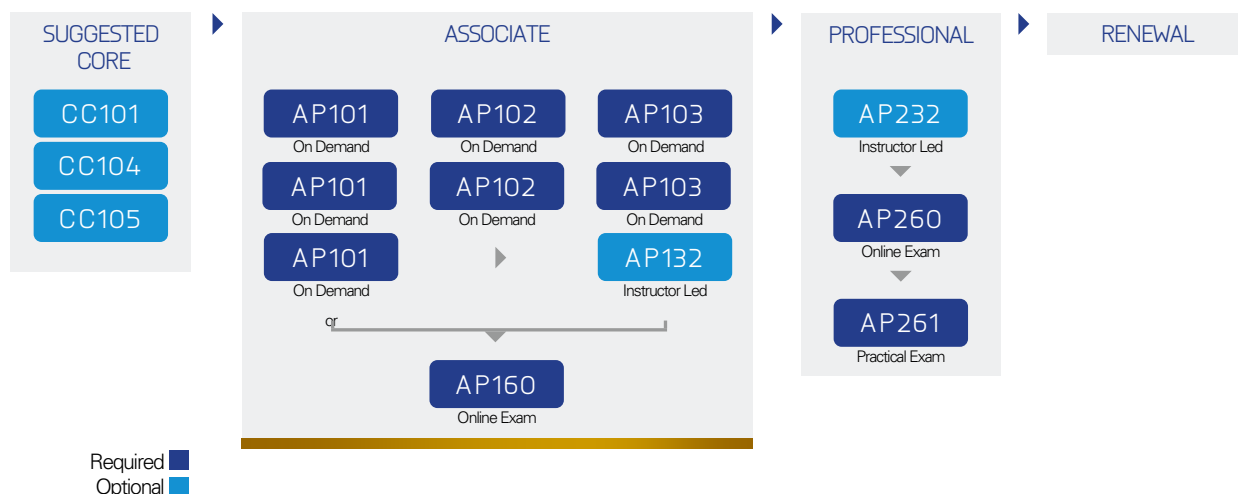 SUGGESTED
CORE
CC101
CC104
CC105
ASSOCIATE
AP101
On Demand
AP102
On Demand
AP103
On Demand
AP101
On Demand
AP102
On Demand
AP103
On Demand
AP101
On Demand
AP132
Instructor Led
or
AP160
Online Exam
PROFESSIONAL
AP232
Instructor Led
AP260
Online Exam
AP261
Practical Exam
RENEWAL
Required
Optional